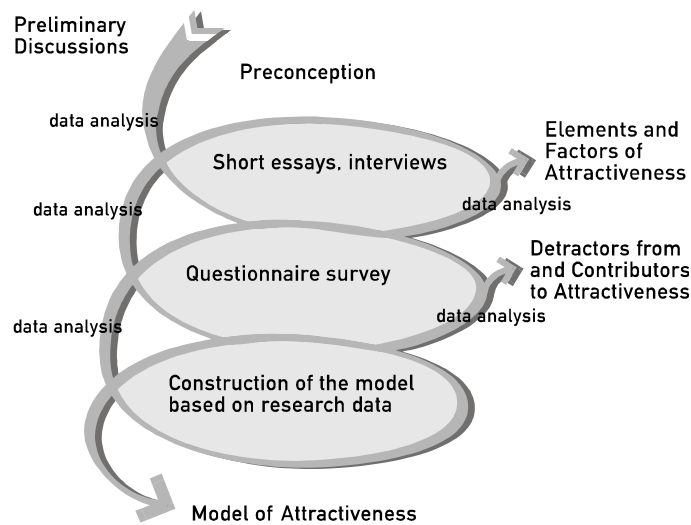 Preliminary
Discussions
Preconception
data analysis
Elements and
Factors of
Attractiveness
Short essays, interviews
data analysis
data analysis
Detractors from
and Contributors
to Attractiveness
Questionnaire survey
data analysis
data analysis
Construction of the model
based on research data
Model of Attractiveness